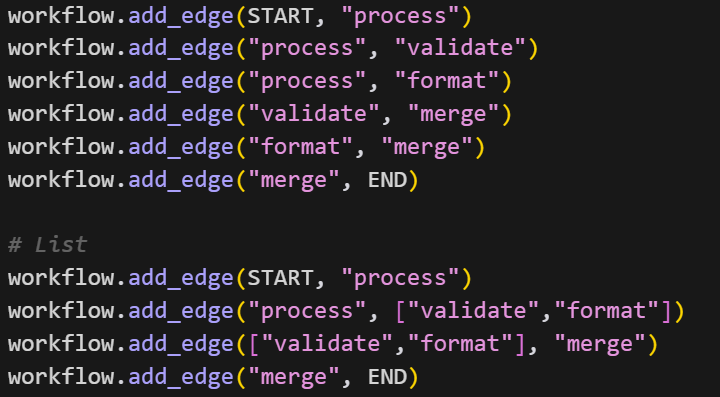 workflow.add_edge(START, "process")
workflow.add_edge("process", "validate")
workflow.add_edge("process", "format")
workflow.add_edge("validate", "merge")
workflow.add_edge("format", "merge")
workflow.add_edge("merge", END)
# List
workflow.add_edge(START, "process")
workflow.add_edge("process", ["validate","format"])
workflow.add_edge(["validate","format"], "merge")
workflow.add_edge("merge", END)